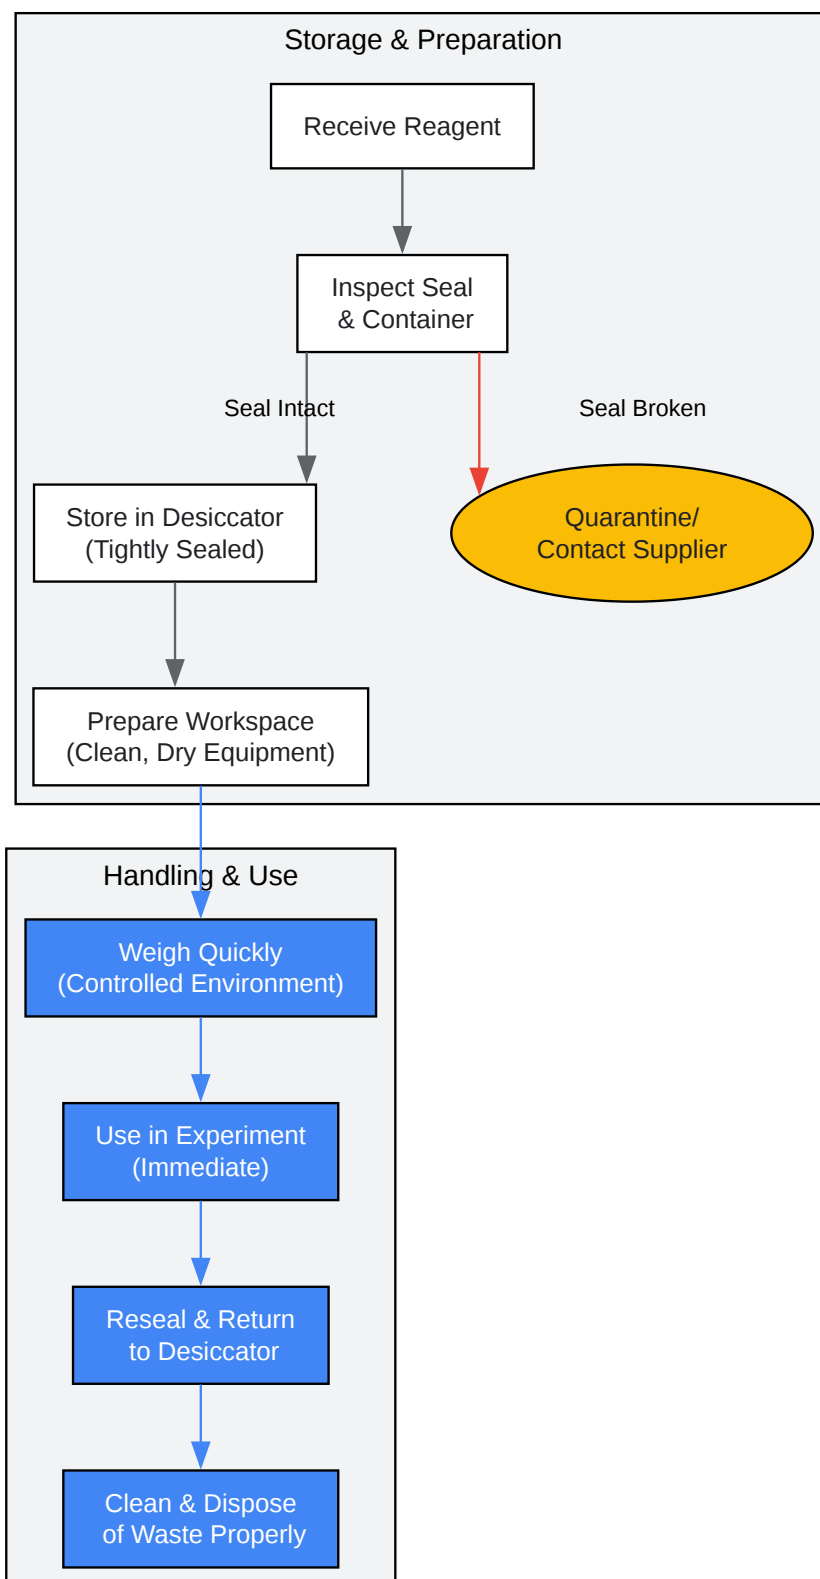 Storage & Preparation
Receive Reagent
Inspect Seal
& Container
Seal Intact
Seal Broken
Store in Desiccator
(Tightly Sealed)
Quarantine/
Contact Supplier
Prepare Workspace
(Clean, Dry Equipment)
Handling & Use
Weigh Quickly
(Controlled Environment)
Use in Experiment
(Immediate)
Reseal & Return
to Desiccator
Clean & Dispose
of Waste Properly